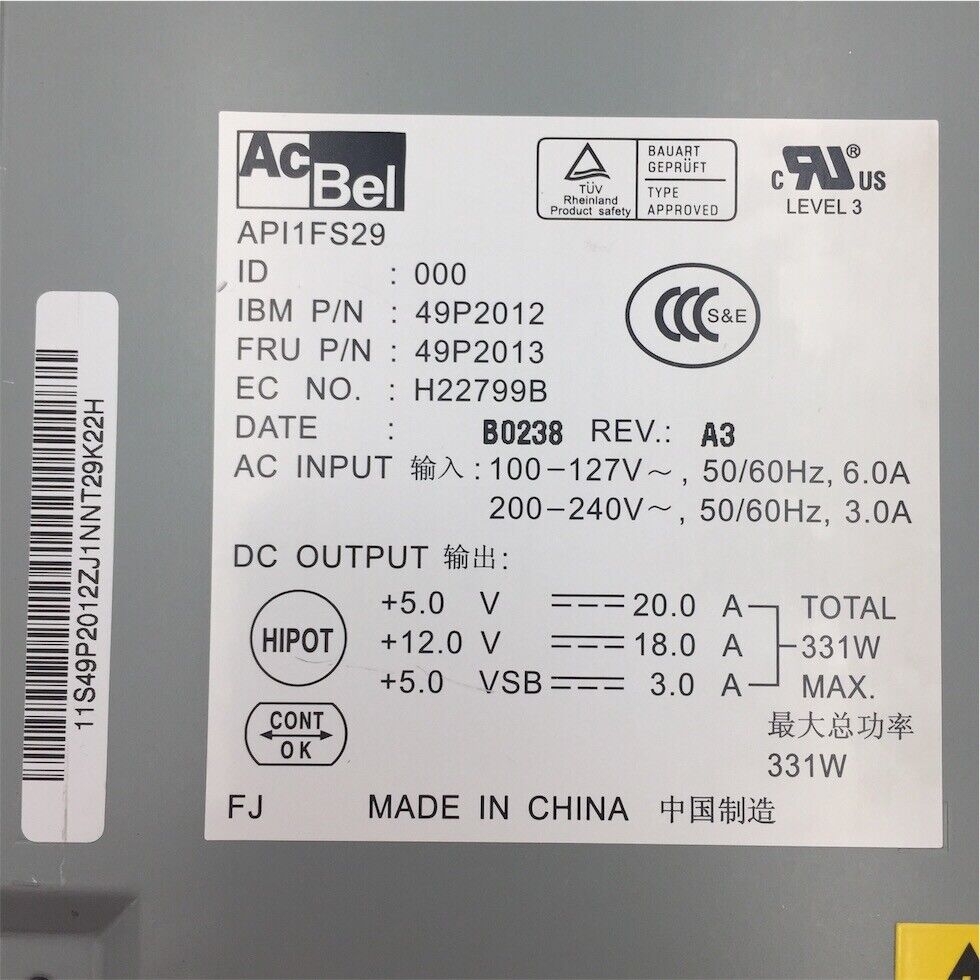 AcBel
TÜV
Rheinland
Product safety
BAUART
GEPRÜFT
TYPE
APPROVED
C RU ® US
LEVEL 3
API1FS29
ID : 000
IBM P/N : 49P2012
CCC S&E
FRU P/N : 49P2013
EC NO. : H22799B
DATE : B0238 REV.: A3
AC INPUT 输入 : 100-127V~, 50/60Hz, 6.0A
200-240V~, 50/60Hz, 3.0A
DC OUTPUT 输出:
HIPOT
+5.0 V 20.0 A
+12.0 V 18.0 A
+5.0 VSB 3.0 A
TOTAL
331W
MAX.
最大总功率
331W
CONT
OK
FJ MADE IN CHINA 中国制造
11S49P2012ZJ1NNT29K22H